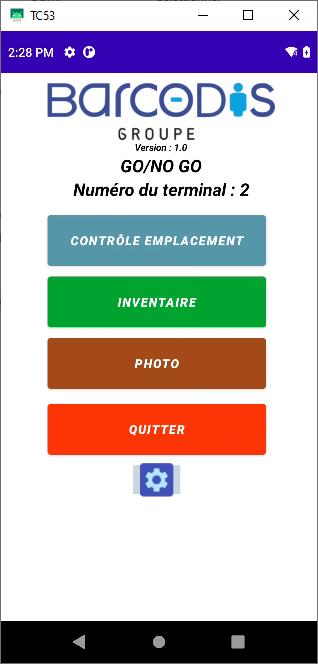 TC53
2:28 PM
BarcoDis
GROUPE
Version : 1.0
GO/NO GO
Numéro du terminal : 2
CONTRÔLE EMPLACEMENT
INVENTAIRE
PHOTO
QUITTER